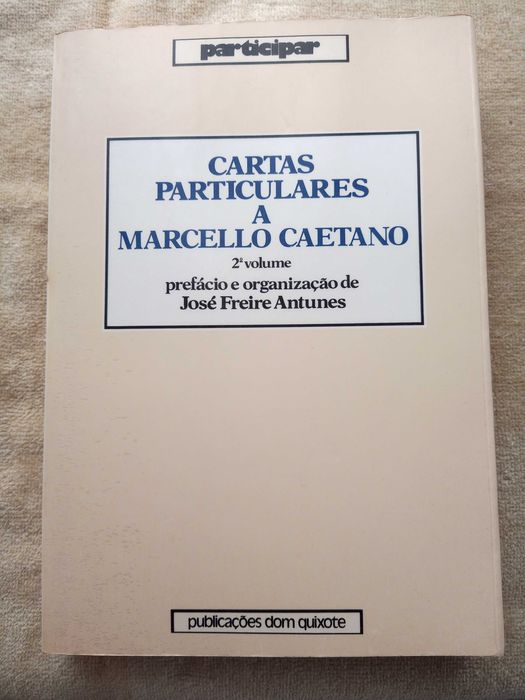 participar
CARTAS
PARTICULARES
A
MARCELLO CAETANO
2º volume
prefácio e organização de
José Freire Antunes
publicações dom quixote